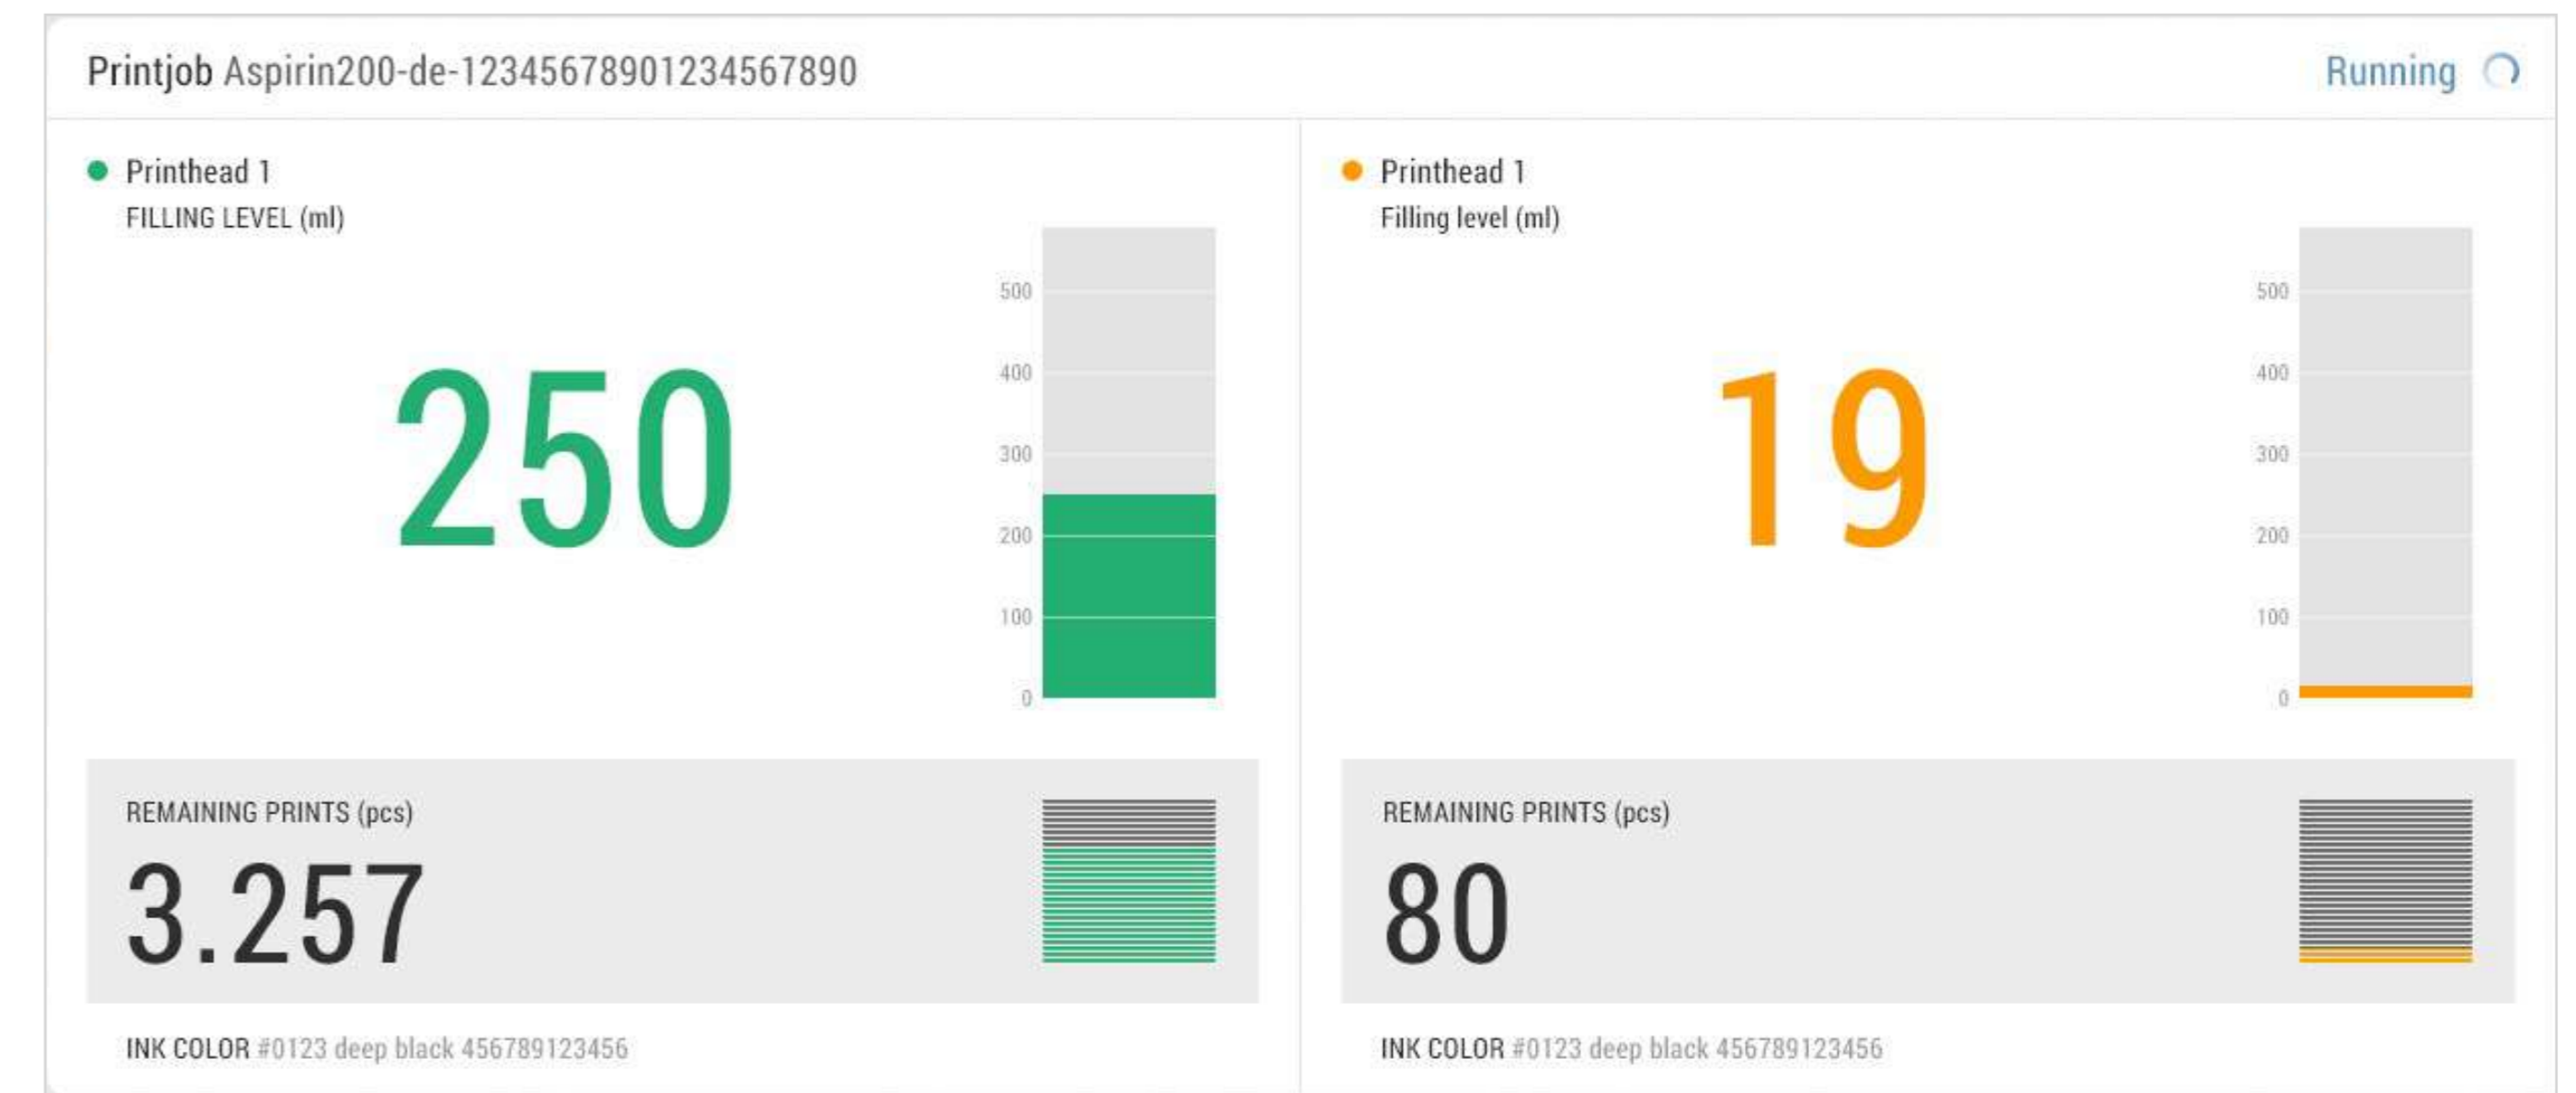 Printjob Aspirin200-de-12345678901234567890
Running
Printhead 1
FILLING LEVEL (ml)
250
500
400
300
200
100
0
REMAINING PRINTS (pcs)
3.257
INK COLOR #0123 deep black 456789123456
Printhead 1
Filling level (ml)
19
500
400
300
200
100
0
REMAINING PRINTS (pcs)
80
INK COLOR #0123 deep black 456789123456